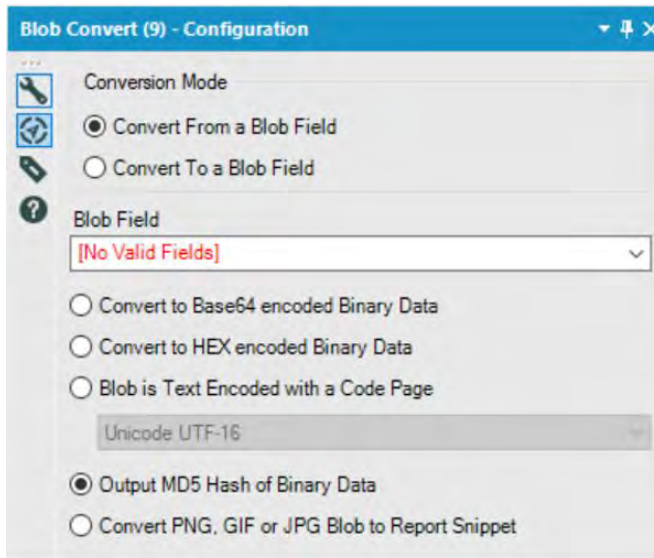 Blob Convert (9) - Configuration
Conversion Mode
Convert From a Blob Field
Convert To a Blob Field
Blob Field
[No Valid Fields]
Convert to Base64 encoded Binary Data
Convert to HEX encoded Binary Data
Blob is Text Encoded with a Code Page
Unicode UTF-16
Output MD5 Hash of Binary Data
Convert PNG, GIF or JPG Blob to Report Snippet